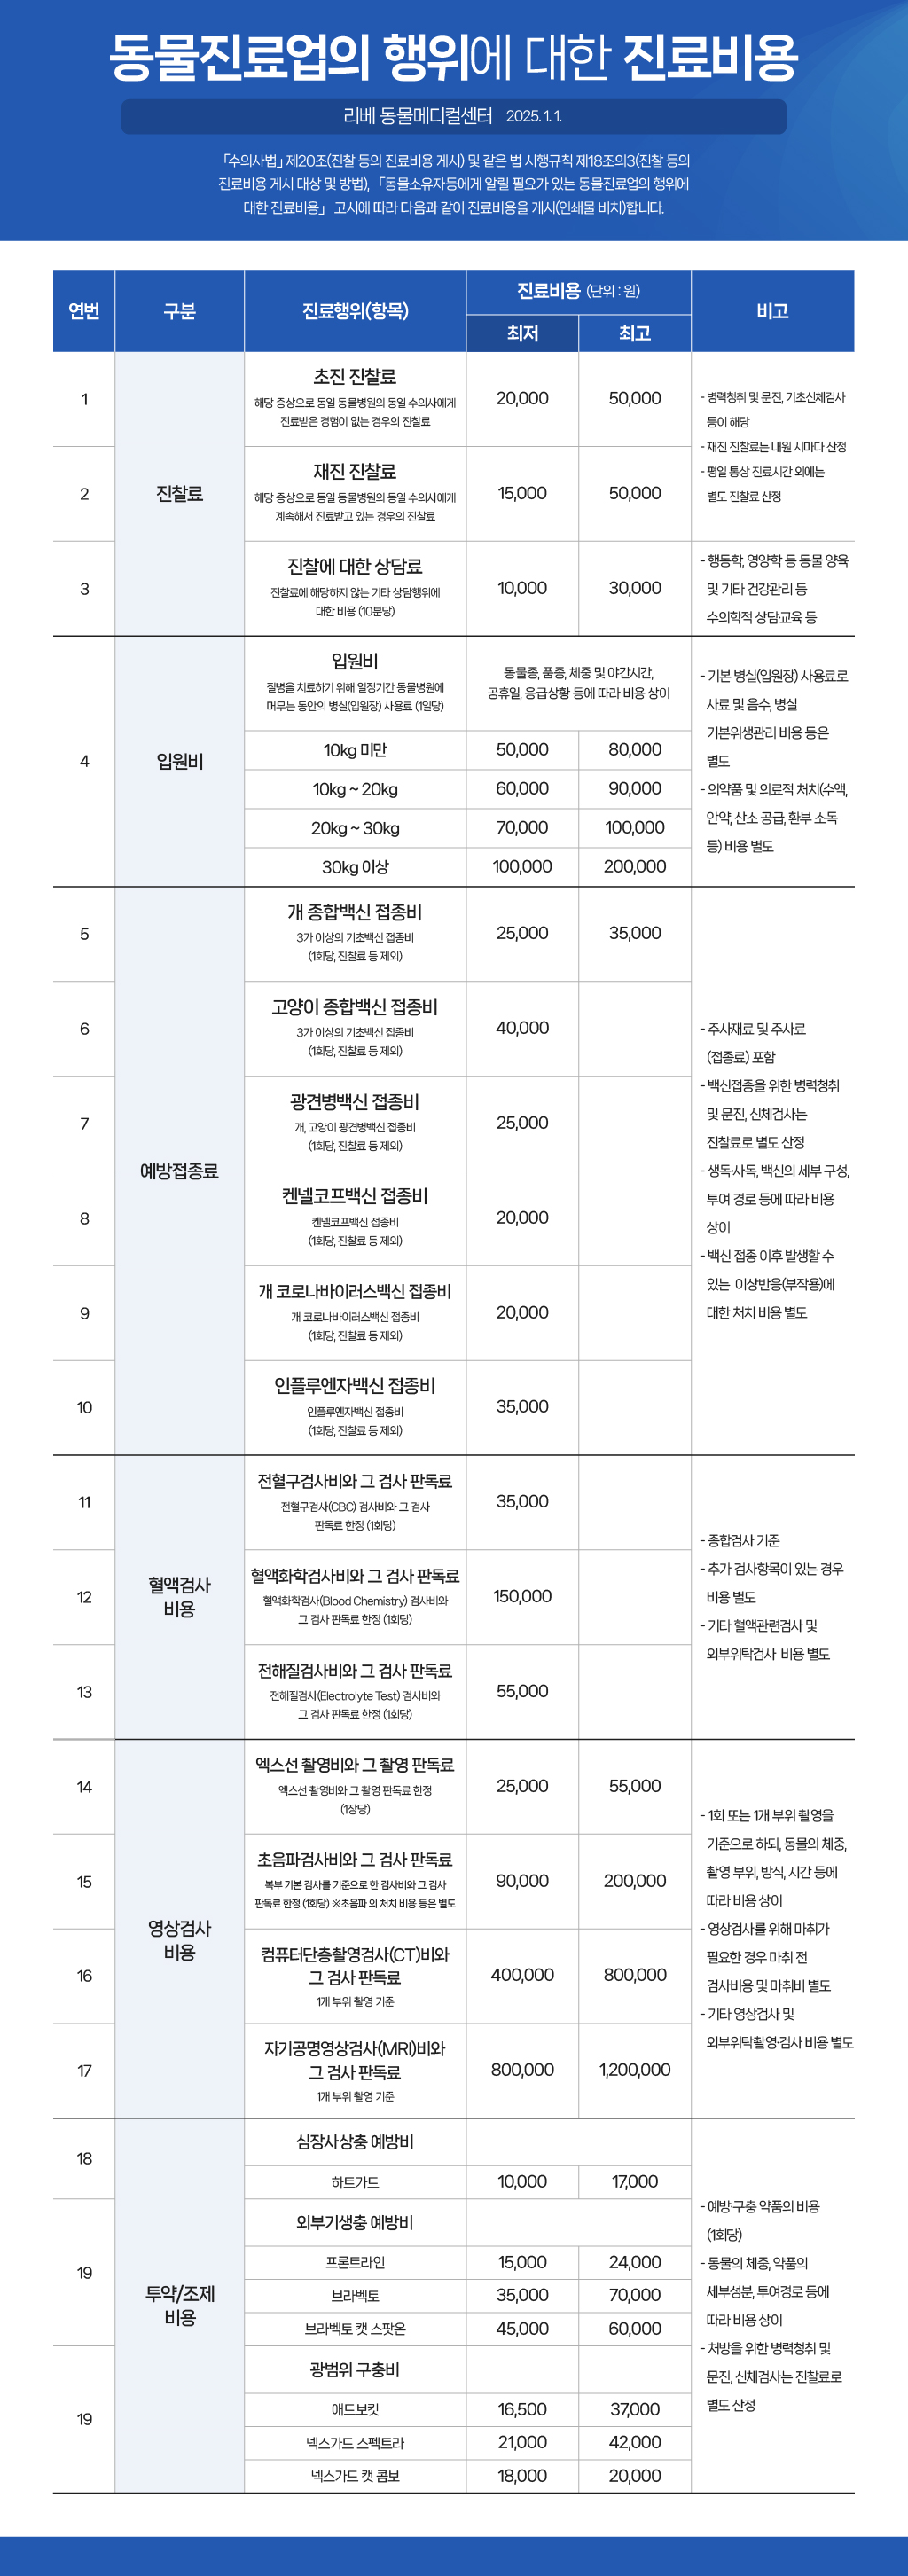 동물진료업의 행위에 대한 진료비용
리베 동물메디컬센터 2025. 1. 1.
「수의사법」 제20조(진찰 등의 진료비용 게시) 및 같은 법 시행규칙 제18조의3(진찰 등의
진료비용 게시 대상 및 방법), 「동물소유자등에게 알릴 필요가 있는 동물진료업의 행위에
대한 진료비용」 고시에 따라 다음과 같이 진료비용을 게시(인쇄물 비치)합니다.
연번 구분 진료행위(항목) 진료비용 (단위 : 원) 비고
최저 최고
1
진찰료
초진 진찰료
해당 증상으로 동일 동물병원의 동일 수의사에게
진료받은 경험이 없는 경우의 진찰료
20,000 50,000
- 병력청취 및 문진, 기초신체검사
등이 해당
- 재진 진찰료는 내원 시마다 산정
- 평일 통상 진료시간 외에는
별도 진찰료 산정
2
재진 진찰료
해당 증상으로 동일 동물병원의 동일 수의사에게
계속해서 진료받고 있는 경우의 진찰료
15,000 50,000
3
진찰에 대한 상담료
진찰료에 해당하지 않는 기타 상담행위에
대한 비용 (10분당)
10,000 30,000
- 행동학, 영양학 등 동물 양육
및 기타 건강관리 등
수의학적 상담·교육 등
4
입원비
입원비
질병을 치료하기 위해 일정기간 동물병원에
머무는 동안의 병실(입원장) 사용료 (1일당)
동물종, 품종, 체중 및 야간시간,
공휴일, 응급상황 등에 따라 비용 상이
10kg 미만 50,000 80,000
10kg ~ 20kg 60,000 90,000
20kg ~ 30kg 70,000 100,000
30kg 이상 100,000 200,000
- 기본 병실(입원장) 사용료로
사료 및 음수, 병실
기본위생관리 비용 등은
별도
- 의약품 및 의료적 처치(수액,
안약, 산소 공급, 환부 소독
등) 비용 별도
5
예방접종료
개 종합백신 접종비
3가 이상의 기초백신 접종비
(1회당, 진찰료 등 제외)
25,000 35,000
6
고양이 종합백신 접종비
3가 이상의 기초백신 접종비
(1회당, 진찰료 등 제외)
40,000
7
광견병백신 접종비
개, 고양이 광견병백신 접종비
(1회당, 진찰료 등 제외)
25,000
8
켄넬코프백신 접종비
켄넬코프백신 접종비
(1회당, 진찰료 등 제외)
20,000
9
개 코로나바이러스백신 접종비
개 코로나바이러스백신 접종비
(1회당, 진찰료 등 제외)
20,000
10
인플루엔자백신 접종비
인플루엔자백신 접종비
(1회당, 진찰료 등 제외)
35,000
- 주사재료 및 주사료
(접종료) 포함
- 백신접종을 위한 병력청취
및 문진, 신체검사는
진찰료로 별도 산정
- 생독·사독, 백신의 세부 구성,
투여 경로 등에 따라 비용
상이
- 백신 접종 이후 발생할 수
있는 이상반응(부작용)에
대한 처치 비용 별도
11
혈액검사
비용
전혈구검사비와 그 검사 판독료
전혈구검사(CBC) 검사비와 그 검사
판독료 한정 (1회당)
35,000
12
혈액화학검사비와 그 검사 판독료
혈액화학검사(Blood Chemistry) 검사비와
그 검사 판독료 한정 (1회당)
150,000
13
전해질검사비와 그 검사 판독료
전해질검사(Electrolyte Test) 검사비와
그 검사 판독료 한정 (1회당)
55,000
- 종합검사 기준
- 추가 검사항목이 있는 경우
비용 별도
- 기타 혈액관련검사 및
외부위탁검사 비용 별도
14
영상검사
비용
엑스선 촬영비와 그 촬영 판독료
엑스선 촬영비와 그 촬영 판독료 한정
(1장당)
25,000 55,000
15
초음파검사비와 그 검사 판독료
복부 기본 검사를 기준으로 한 검사비와 그 검사
판독료 한정 (1회당) ※초음파 외 처치 비용 등은 별도
90,000 200,000
16
컴퓨터단층촬영검사(CT)비와
그 검사 판독료
1개 부위 촬영 기준
400,000 800,000
17
자기공명영상검사(MRI)비와
그 검사 판독료
1개 부위 촬영 기준
800,000 1,200,000
- 1회 또는 1개 부위 촬영을
기준으로 하되, 동물의 체중,
촬영 부위, 방식, 시간 등에
따라 비용 상이
- 영상검사를 위해 마취가
필요한 경우 마취 전
검사비용 및 마취비 별도
- 기타 영상검사 및
외부위탁촬영·검사 비용 별도
18
투약/조제
비용
심장사상충 예방비
하트가드 10,000 17,000
19
외부기생충 예방비
프론트라인 15,000 24,000
브라벡토 35,000 70,000
브라벡토 캣 스팟온 45,000 60,000
19
광범위 구충비
애드보킷 16,500 37,000
넥스가드 스펙트라 21,000 42,000
넥스가드 캣 콤보 18,000 20,000
- 예방·구충 약품의 비용
(1회당)
- 동물의 체중, 약품의
세부성분, 투여경로 등에
따라 비용 상이
- 처방을 위한 병력청취 및
문진, 신체검사는 진찰료로
별도 산정